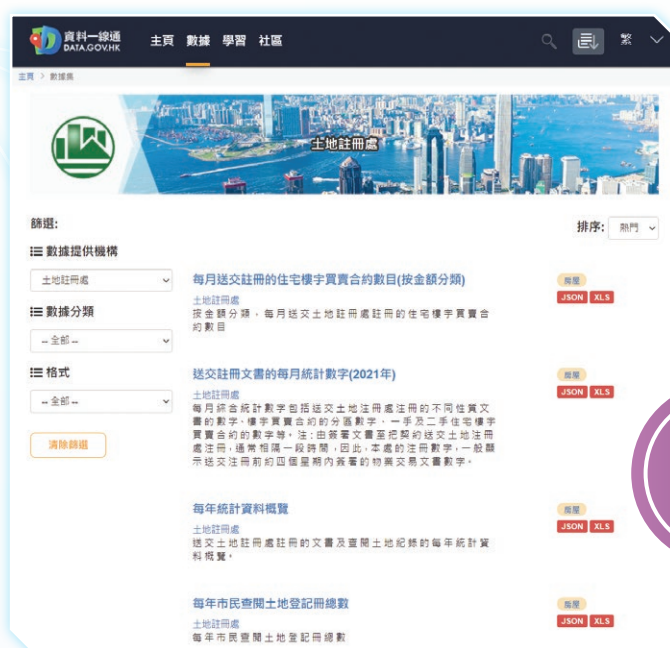 資料一線通
DATA.GOV.HK
主頁 數據 學習 社區
繁
主頁 > 數據集
土地註冊處
篩選:
排序: 熱門
數據提供機構
土地註冊處
數據分類
-- 全部 --
格式
-- 全部 --
清除篩選
每月送交註冊的住宅樓宇買賣合約數目(按金額分類)
房屋
土地註冊處
JSON XLS
按金額分類，每月送交土地註冊處註冊的住宅樓宇買賣合
約數目
送交註冊文書的每月統計數字(2021年)
房屋
土地註冊處
JSON XLS
每月綜合統計數字包括送交土地注冊處注冊的不同性質文
書的數字、樓宇買賣合約的分區數字、一手及二手住宅樓宇
買賣合約的數字等。注:由簽署文書至把契約送交土地注冊
處注冊,通常相隔一段時間,因此,本處的注冊數字,一般顯
示送交注冊前約四個星期內簽署的物業交易文書數字。
每年統計資料概覽
房屋
土地註冊處
JSON XLS
送交土地註冊處註冊的文書及查閱土地紀錄的每年統計資
料概覽。
每年市民查閱土地登記冊總數
房屋
土地註冊處
JSON XLS
每年市民查閱土地登記冊總數